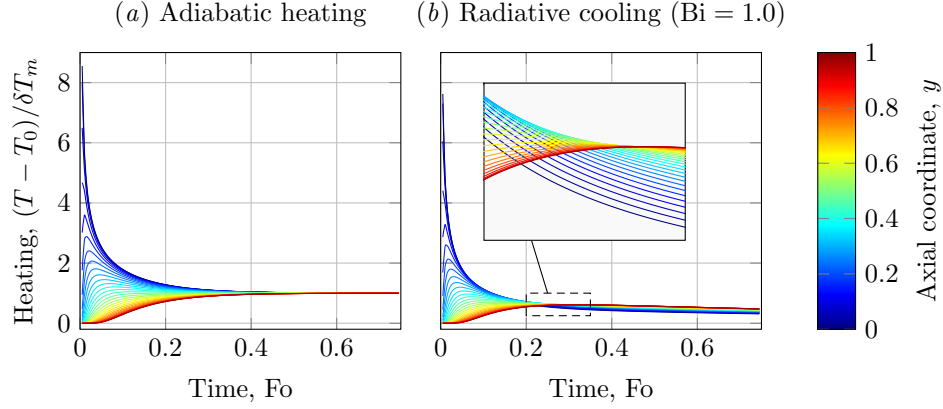 (a) Adiabatic heating
(b) Radiative cooling (Bi = 1.0)
Heating, (T − T₀)/δTₘ
8
6
4
2
0
0 0.2 0.4 0.6
Time, Fo
0 0.2 0.4 0.6
Time, Fo
1
0.8
0.6
0.4
0.2
0
Axial coordinate, y